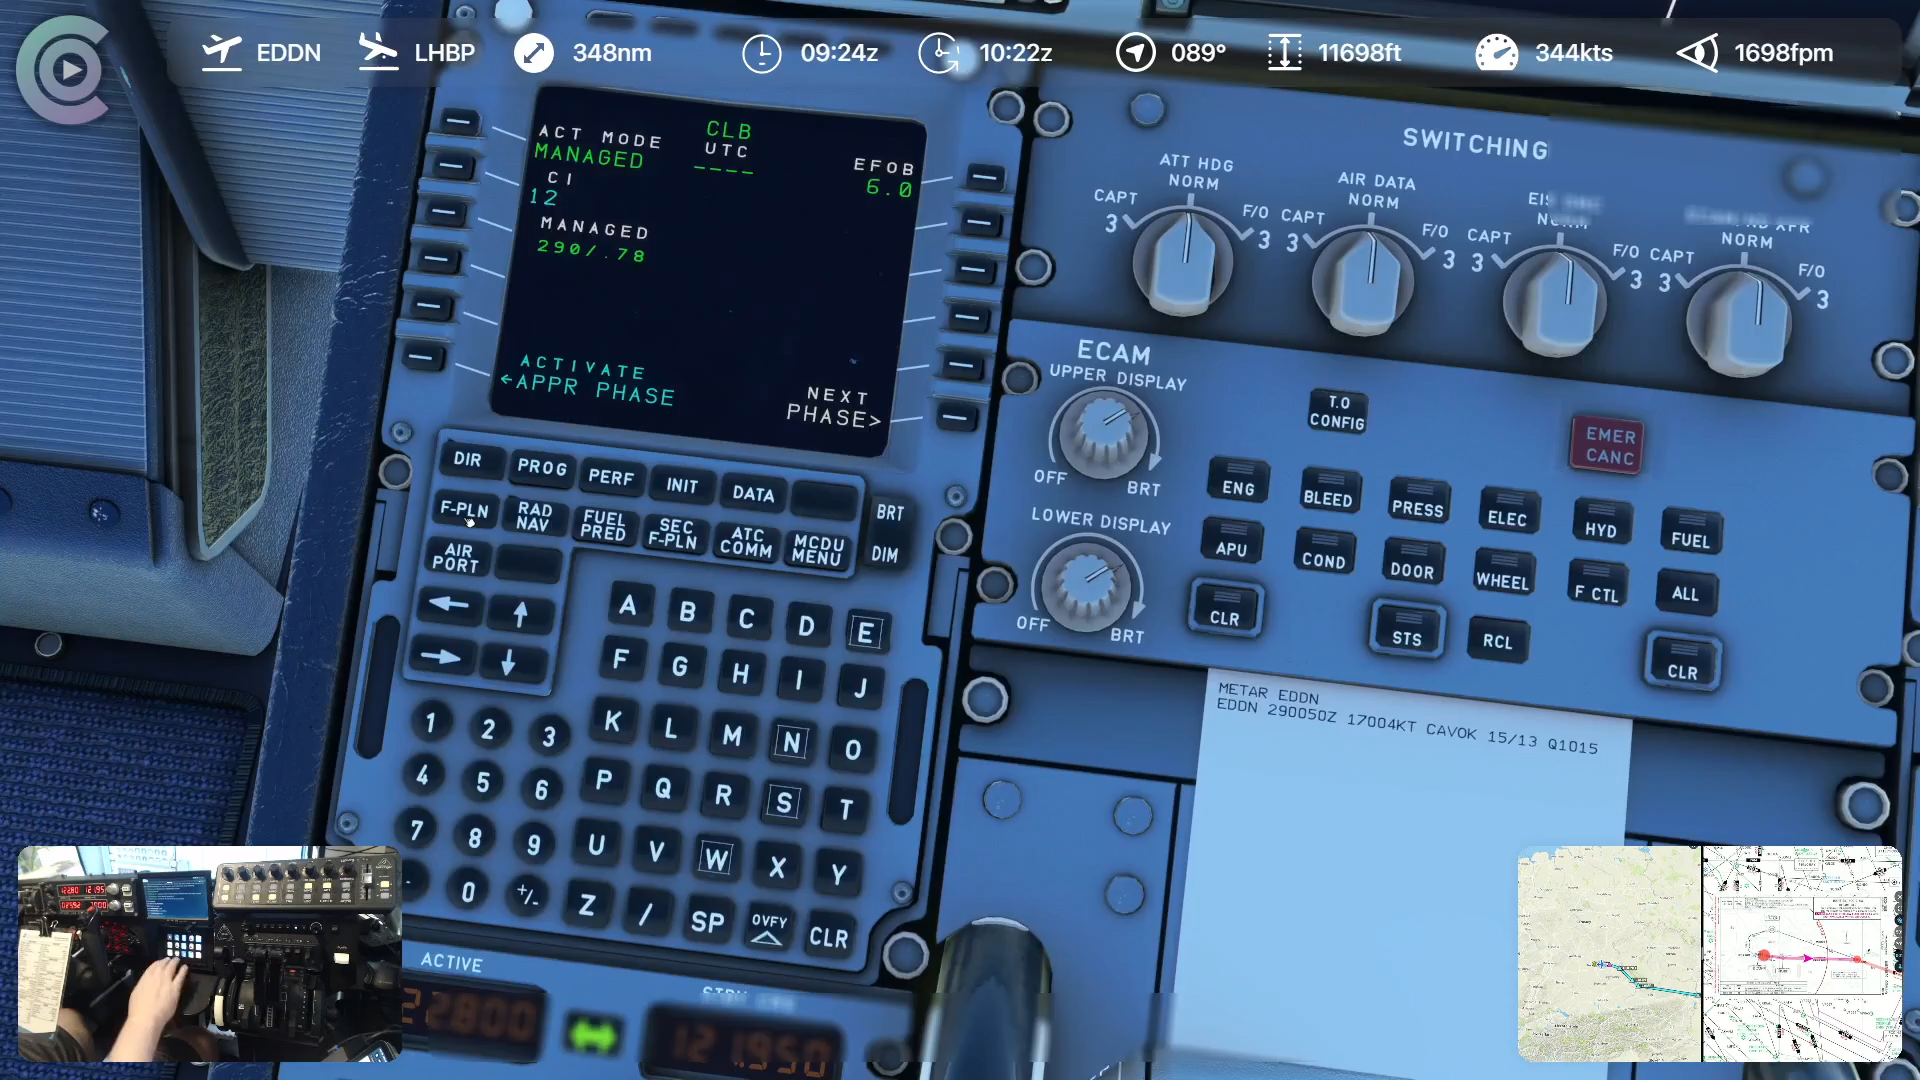 EDDN LHBP 348nm 09:24z 10:22z 089° 11698ft 344kts 1698fpm
CLB
ACT MODE UTC
MANAGED ---- EFOB
CI 6.0
12
MANAGED
290/.78
ACTIVATE
←APPR PHASE
NEXT
PHASE>
DIR PROG PERF INIT DATA
F-PLN RAD NAV FUEL PRED SEC F-PLN ATC COMM MCDU MENU
BRT
DIM
AIR PORT
← ↑
→ ↓
A B C D E
F G H I J
K L M N O
P Q R S T
U V W X Y
Z / SP OVFY CLR
1 2 3
4 5 6
7 8 9
0 +/-
ACTIVE
SWITCHING
ATT HDG
NORM
CAPT 3 F/O 3
AIR DATA
NORM
CAPT 3 F/O 3
EIS
NORM
CAPT 3 F/O 3
XFR
NORM
CAPT 3 F/O 3
ECAM
UPPER DISPLAY
OFF BRT
LOWER DISPLAY
OFF BRT
T.O
CONFIG
EMER
CANC
ENG BLEED PRESS ELEC HYD FUEL
APU COND DOOR WHEEL F CTL ALL
CLR STS RCL CLR
METAR EDDN
EDDN 290050Z 17004KT CAVOK 15/13 Q1015